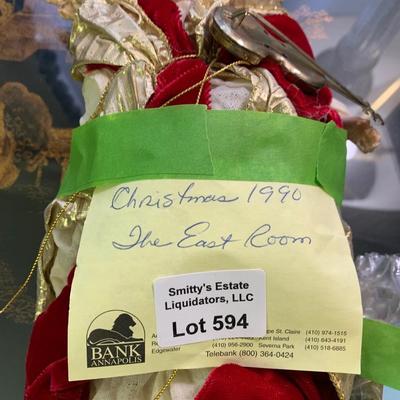 Christmas 1990
The East Room
Smitty's Estate
Liquidators, LLC
Lot 594
BANK
ANNAPOLIS
Edgewater
St. Claire (410) 974-1515
Kent Island (410) 643-4191
(410) 956-2900 Severna Park (410) 518-6885
Telebank (800) 364-0424